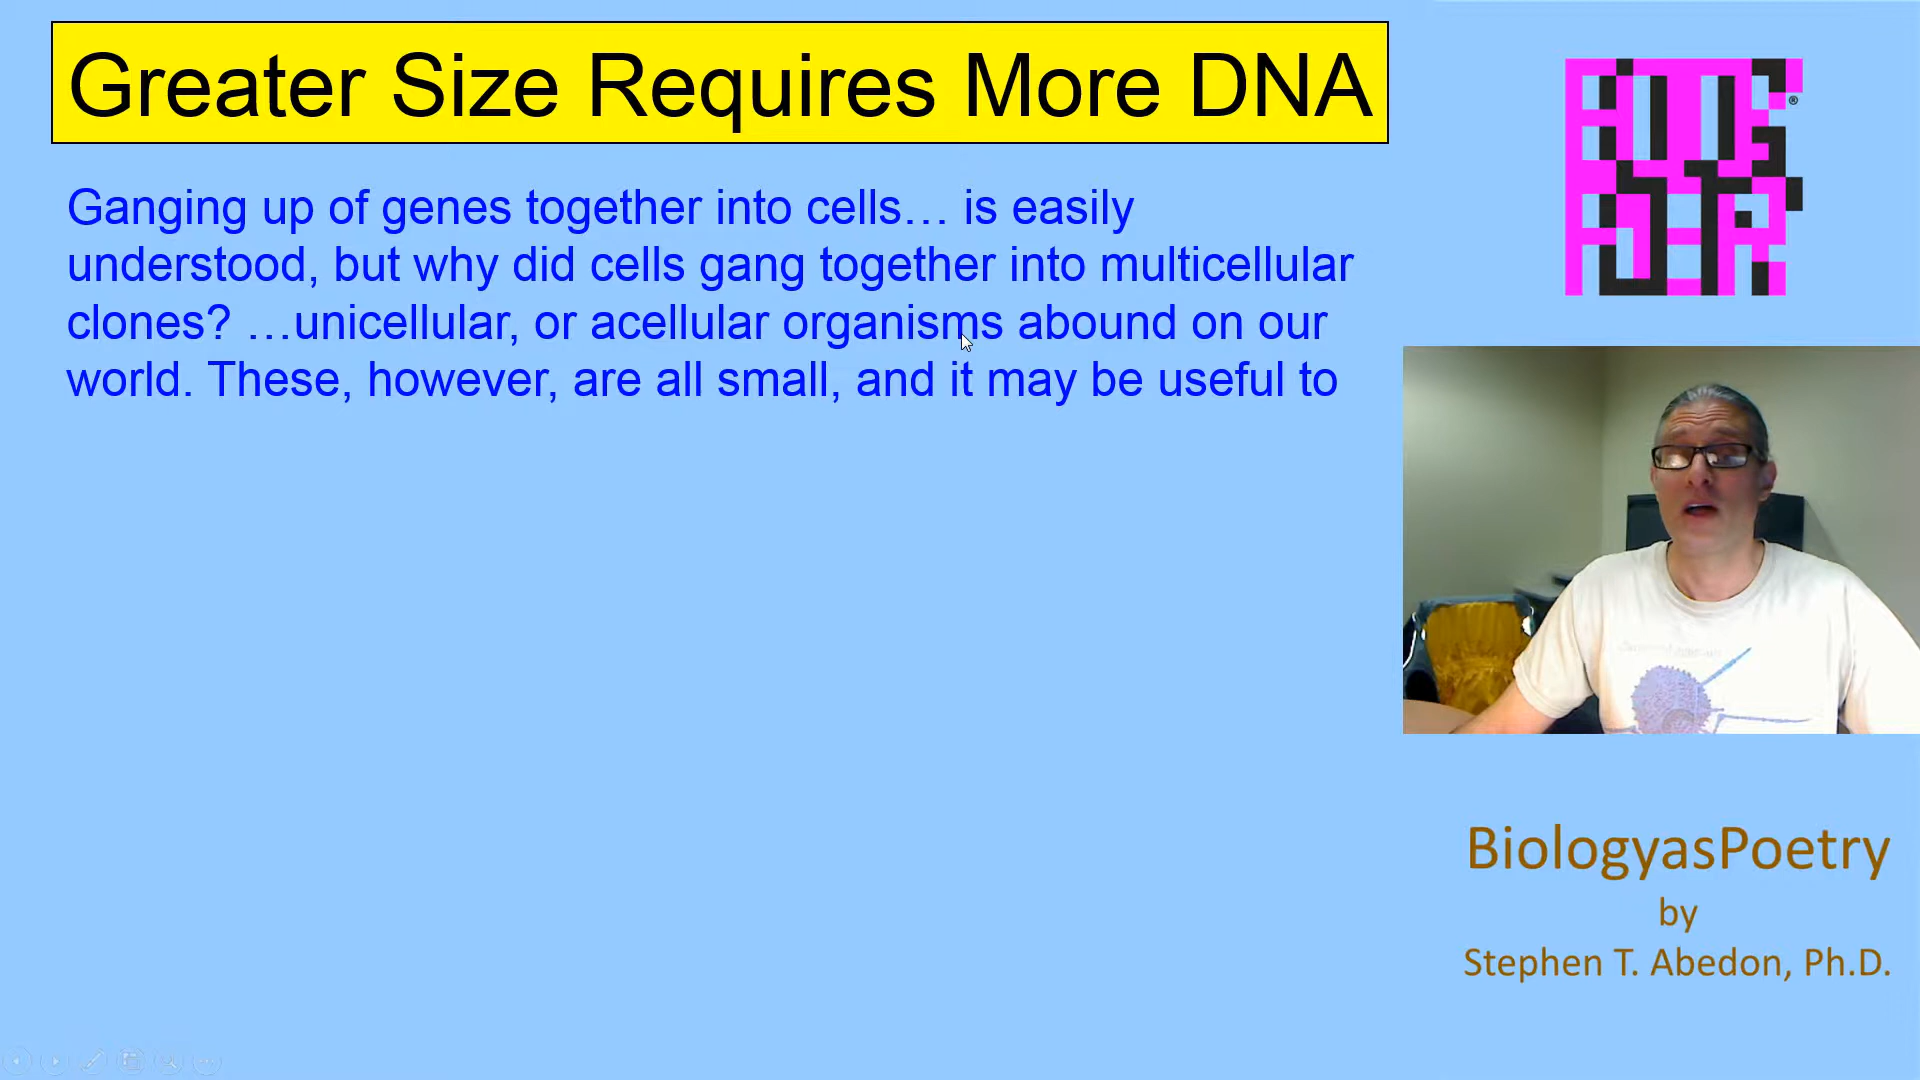 Greater Size Requires More DNA
Ganging up of genes together into cells… is easily
understood, but why did cells gang together into multicellular
clones? …unicellular, or acellular organisms abound on our
world. These, however, are all small, and it may be useful to
®
BiologyasPoetry
by
Stephen T. Abedon, Ph.D.